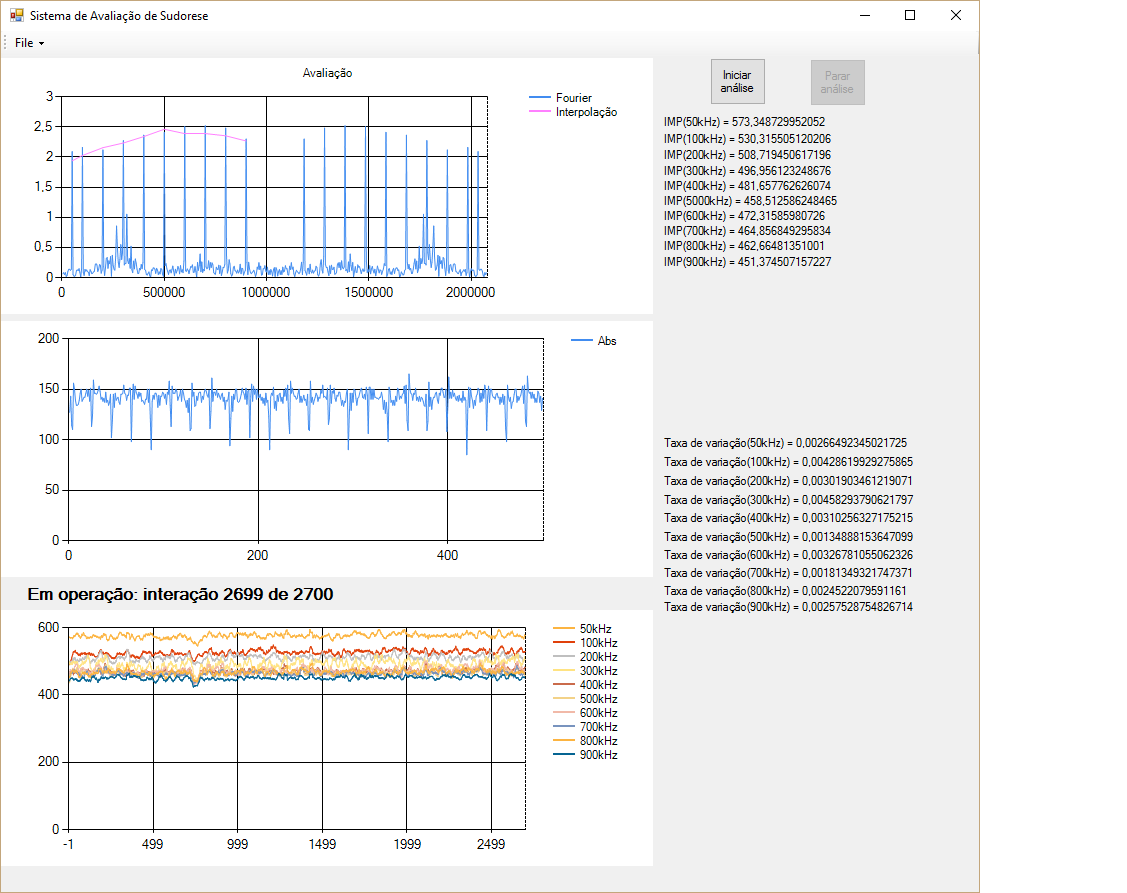 Sistema de Avaliação de Sudorese
File
Avaliação
Fourier
Interpolação
3
2,5
2
1,5
1
0,5
0
0 500000 1000000 1500000 2000000
Iniciar
análise
Parar
análise
IMP(50kHz) = 573,348729952052
IMP(100kHz) = 530,315505120206
IMP(200kHz) = 508,719450617196
IMP(300kHz) = 496,956123248676
IMP(400kHz) = 481,657762626074
IMP(5000kHz) = 458,512586248465
IMP(600kHz) = 472,31585980726
IMP(700kHz) = 464,856849295834
IMP(800kHz) = 462,66481351001
IMP(900kHz) = 451,374507157227
Abs
200
150
100
50
0
0 200 400
Taxa de variação(50kHz) = 0,00266492345021725
Taxa de variação(100kHz) = 0,00428619929275865
Taxa de variação(200kHz) = 0,00301903461219071
Taxa de variação(300kHz) = 0,00458293790621797
Taxa de variação(400kHz) = 0,00310256327175215
Taxa de variação(500kHz) = 0,00134888153647099
Taxa de variação(600kHz) = 0,00326781055062326
Taxa de variação(700kHz) = 0,00181349321747371
Taxa de variação(800kHz) = 0,0024522079591161
Taxa de variação(900kHz) = 0,00257528754826714
Em operação: interação 2699 de 2700
600
400
200
0
-1 499 999 1499 1999 2499
50kHz
100kHz
200kHz
300kHz
400kHz
500kHz
600kHz
700kHz
800kHz
900kHz